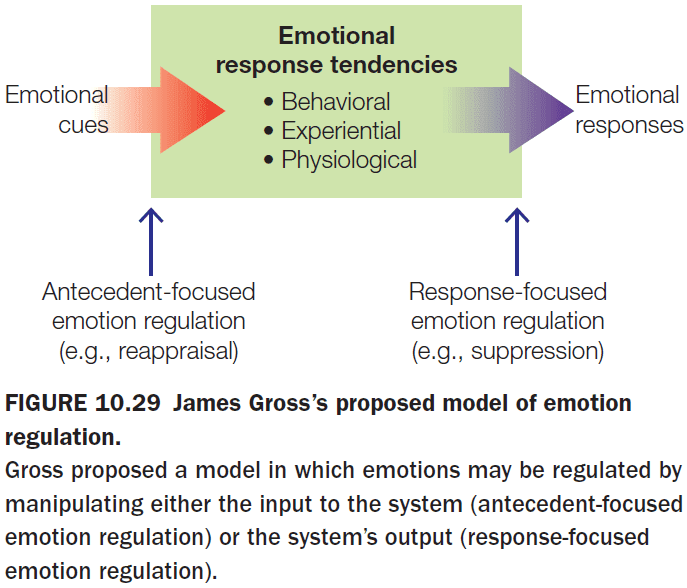 Emotional
response tendencies
• Behavioral
• Experiential
• Physiological
Emotional
cues
Emotional
responses
Antecedent-focused
emotion regulation
(e.g., reappraisal)
Response-focused
emotion regulation
(e.g., suppression)
FIGURE 10.29 James Gross’s proposed model of emotion
regulation.
Gross proposed a model in which emotions may be regulated by
manipulating either the input to the system (antecedent-focused
emotion regulation) or the system’s output (response-focused
emotion regulation).